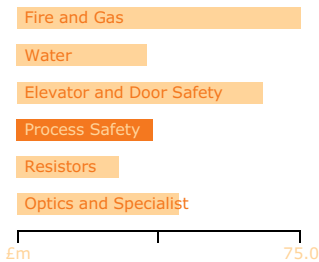 Fire and Gas
Water
Elevator and Door Safety
Process Safety
Resistors
Optics and Specialist
£m 75.0